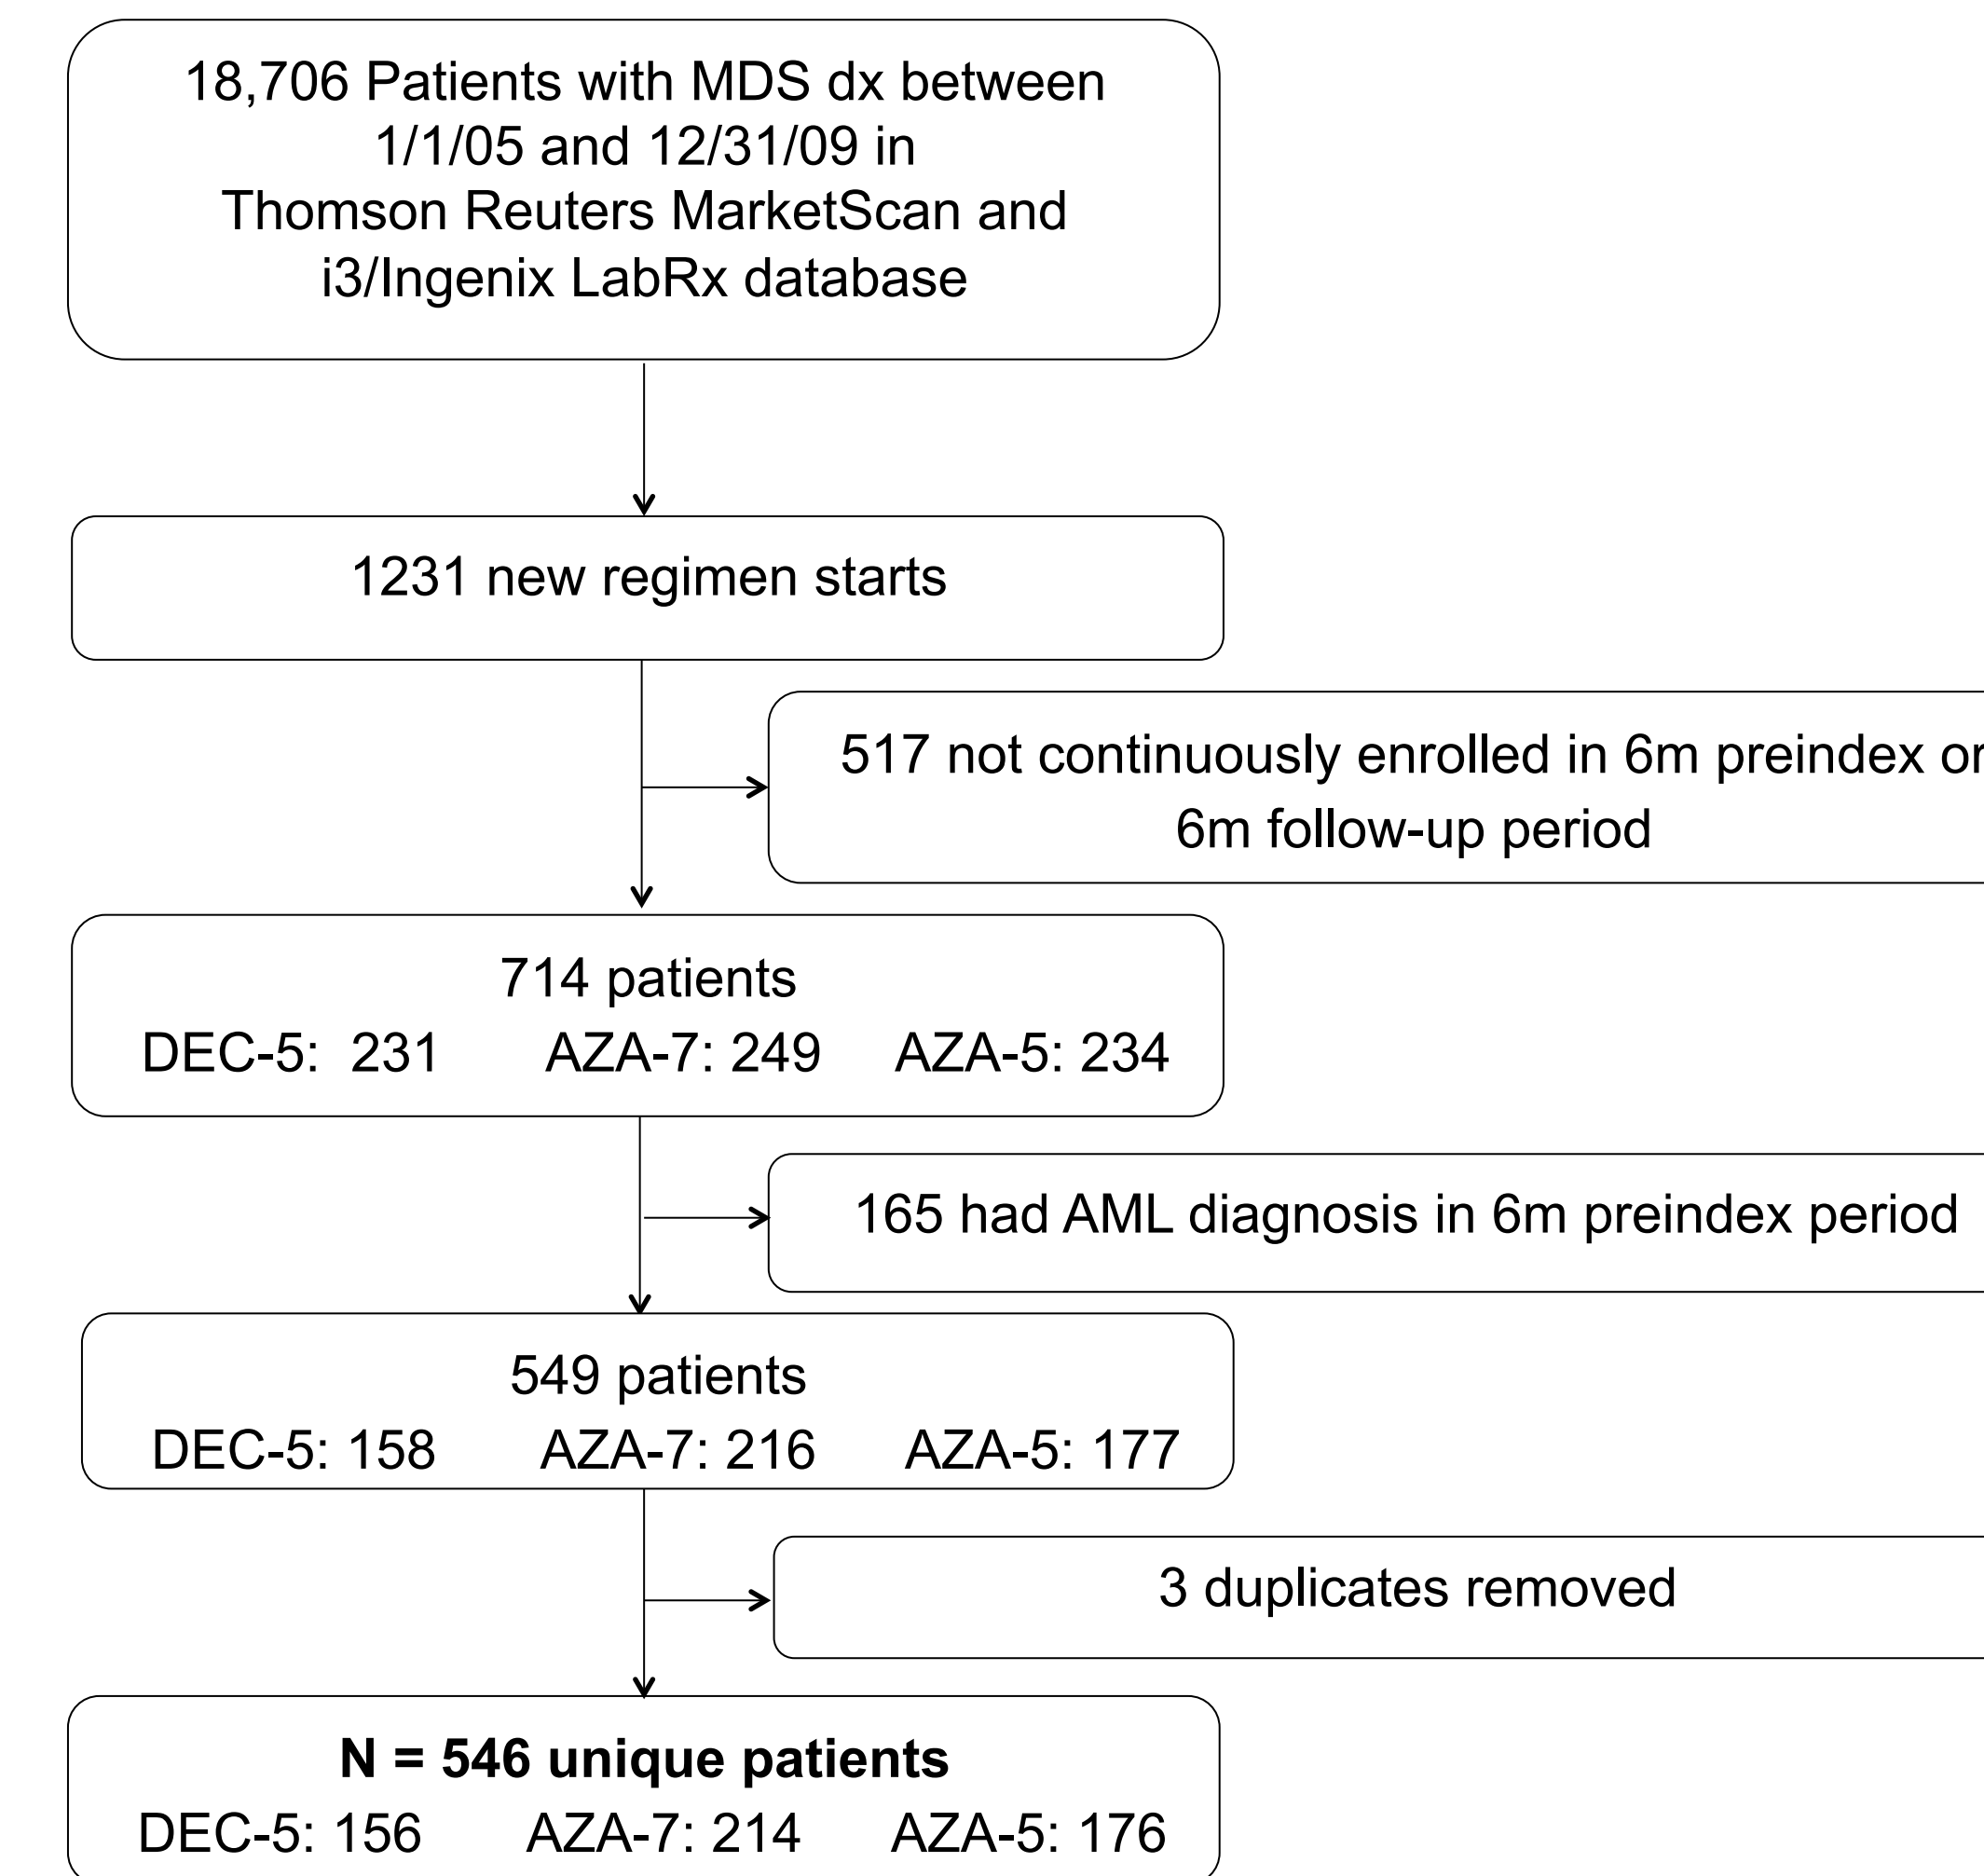 18,706 Patients with MDS dx between
1/1/05 and 12/31/09 in
Thomson Reuters MarketScan and
i3/Ingenix LabRx database
1231 new regimen starts
517 not continuously enrolled in 6m preindex or
6m follow-up period
714 patients
DEC-5: 231 AZA-7: 249 AZA-5: 234
165 had AML diagnosis in 6m preindex period
549 patients
DEC-5: 158 AZA-7: 216 AZA-5: 177
3 duplicates removed
N = 546 unique patients
DEC-5: 156 AZA-7: 214 AZA-5: 176